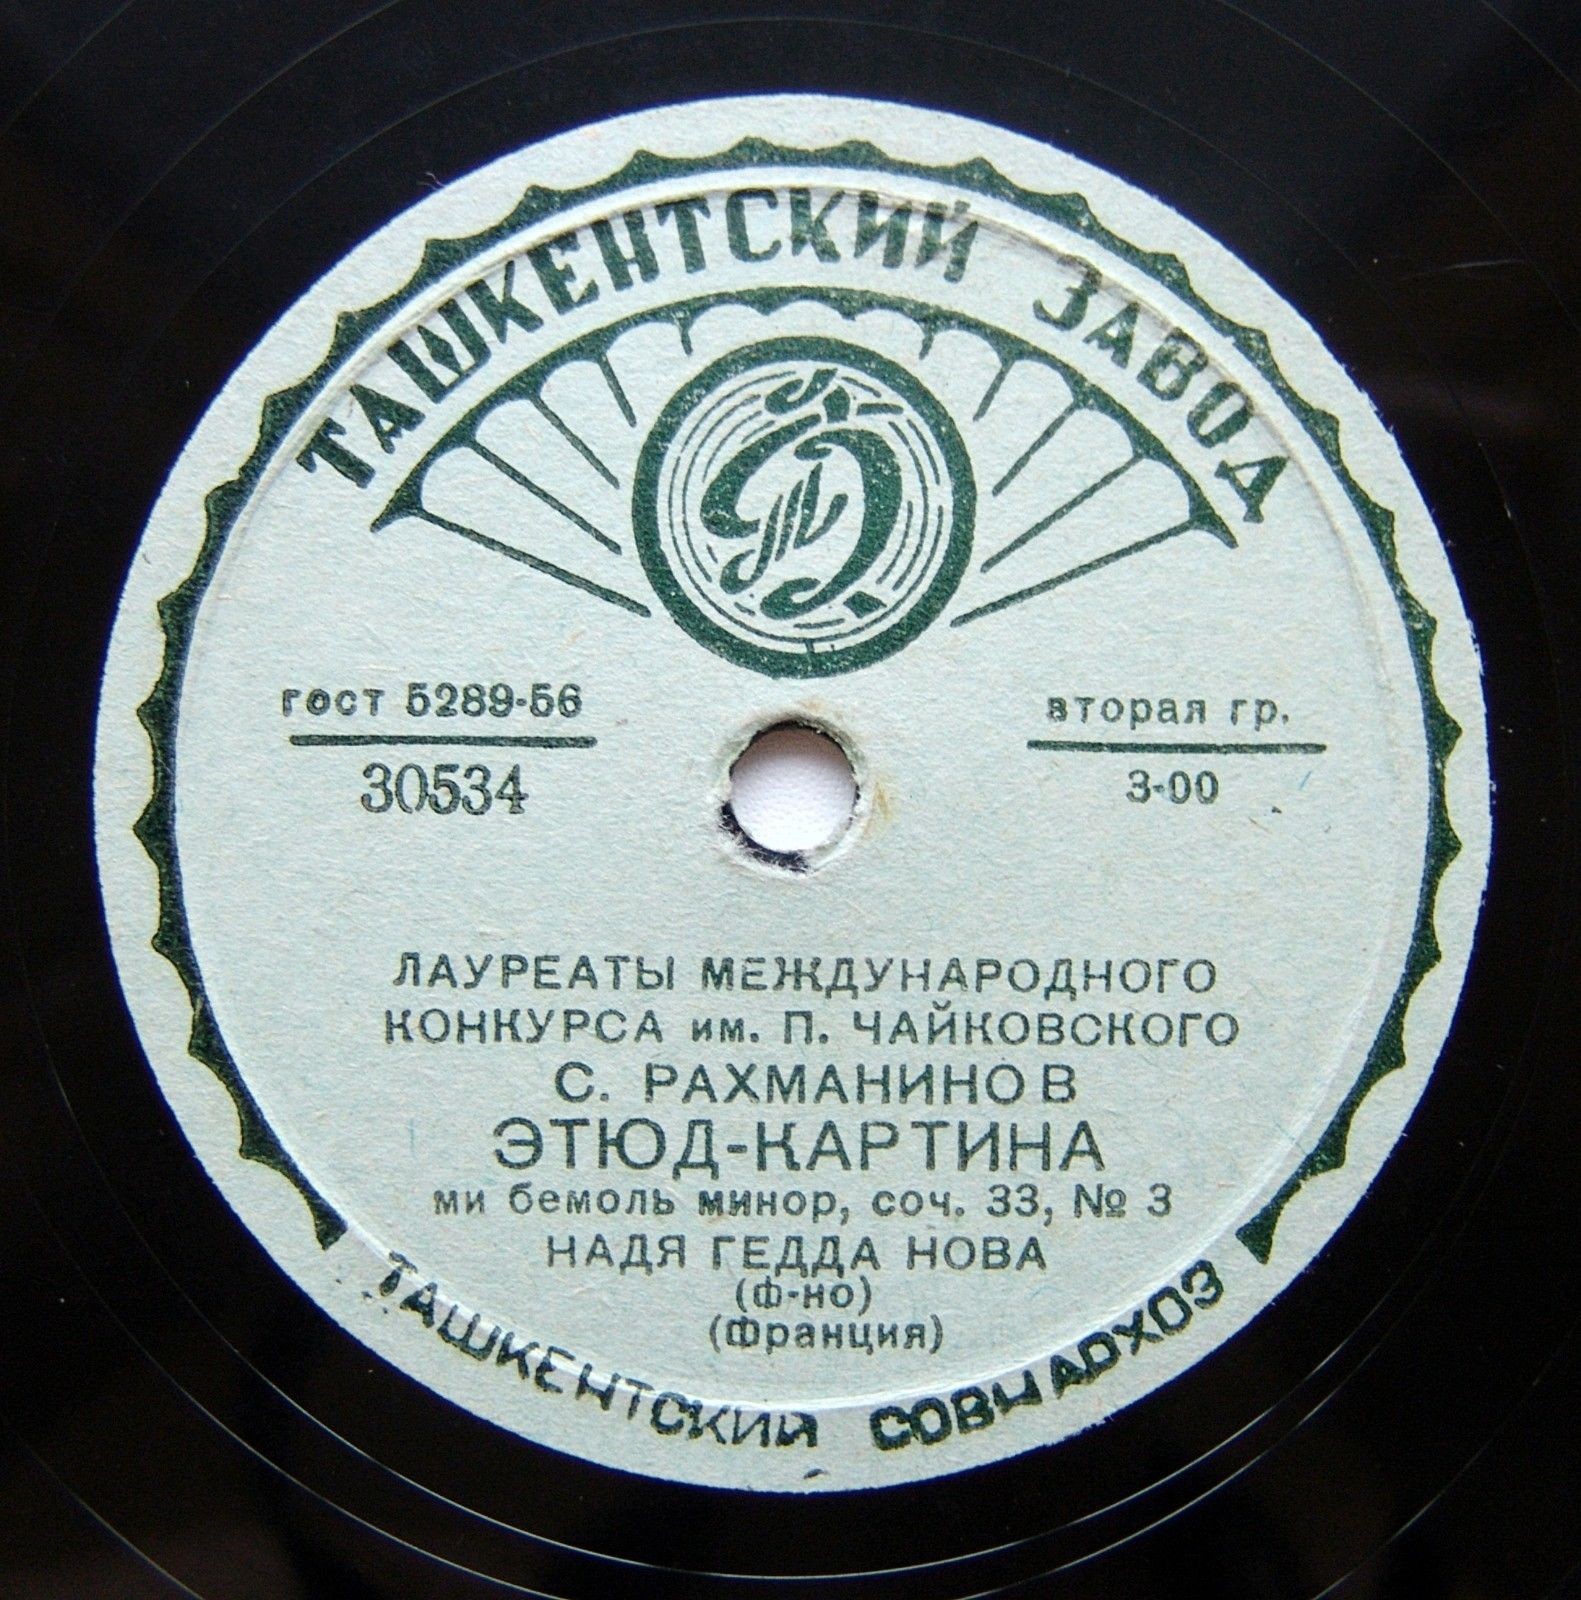 ТАШКЕНТСКИЙ ЗАВОД
гост 5289-56
30534
вторая гр.
3-00
ЛАУРЕАТЫ МЕЖДУНАРОДНОГО
КОНКУРСА им. П. ЧАЙКОВСКОГО
С. РАХМАНИНОВ
ЭТЮД-КАРТИНА
ми бемоль минор, соч. 33, № 3
НАДЯ ГЕДДА НОВА
(ф-но)
(Франция)
ТАШКЕНТСКИЙ СОВНАРХОЗ